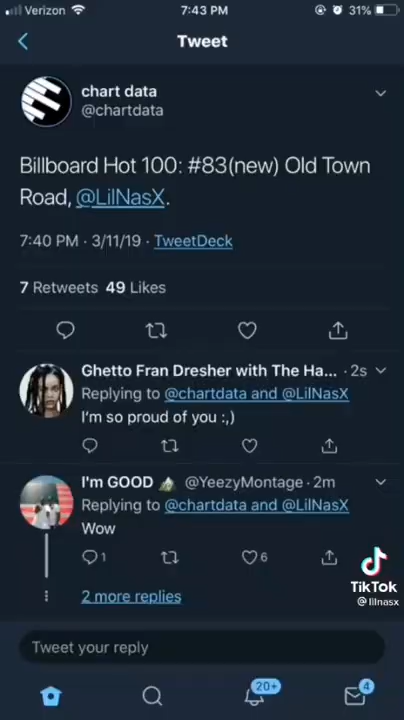 Verizon 7:43 PM 31%
Tweet
chart data
@chartdata
Billboard Hot 100: #83(new) Old Town
Road, @LilNasX.
7:40 PM · 3/11/19 · TweetDeck
7 Retweets 49 Likes
Ghetto Fran Dresher with The Ha... · 2s
Replying to @chartdata and @LilNasX
I'm so proud of you :,)
I'm GOOD @YeezyMontage · 2m
Replying to @chartdata and @LilNasX
Wow
1 6
2 more replies
TikTok
@lilnasx
Tweet your reply
20+ 4